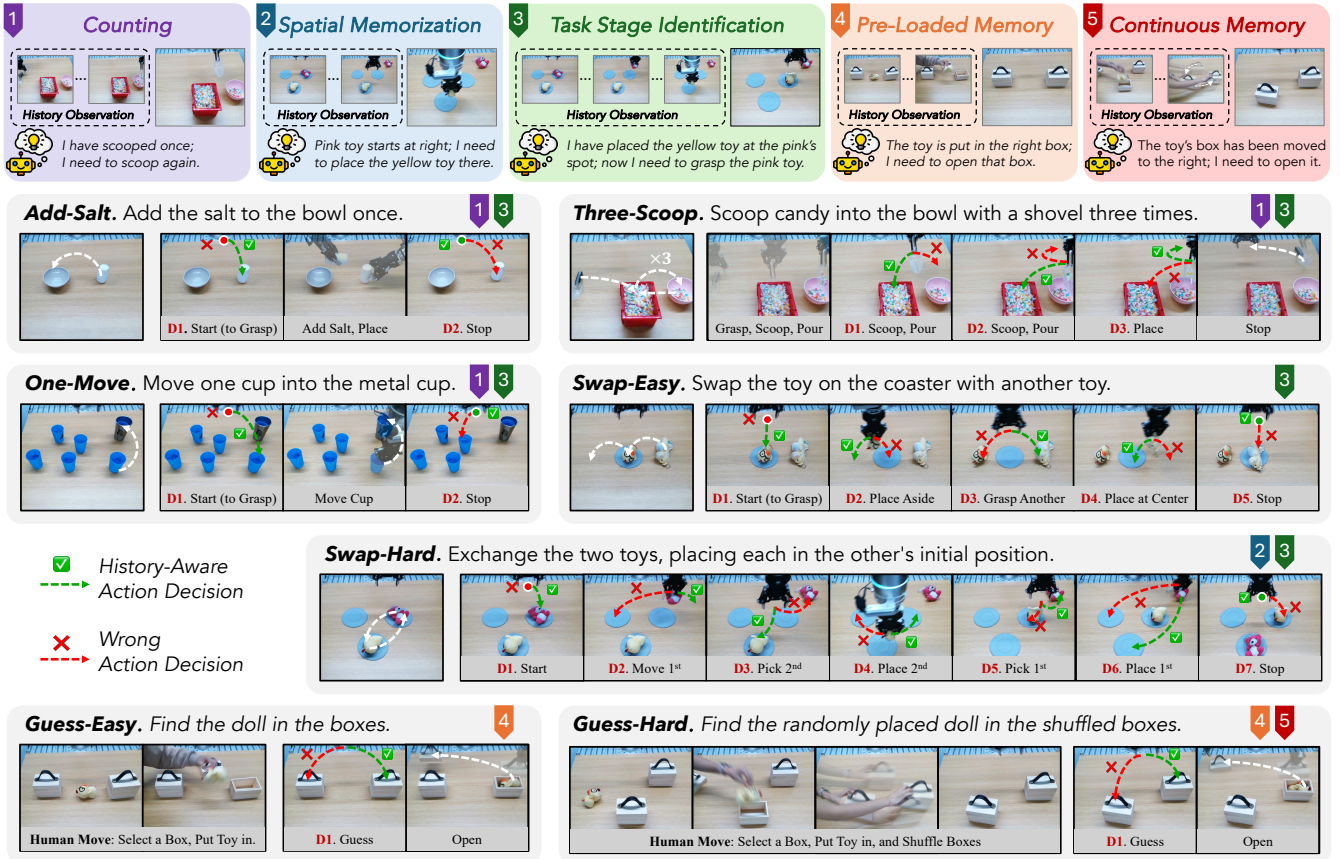 1
Counting
History Observation
I have scooped once;
I need to scoop again.
2
Spatial Memorization
History Observation
Pink toy starts at right; I need
to place the yellow toy there.
3
Task Stage Identification
History Observation
I have placed the yellow toy at the pink's
spot; now I need to grasp the pink toy.
4
Pre-Loaded Memory
History Observation
The toy is put in the right box;
I need to open that box.
5
Continuous Memory
History Observation
The toy's box has been moved
to the right; I need to open it.
Add-Salt. Add the salt to the bowl once.
1 3
D1. Start (to Grasp)
Add Salt, Place
D2. Stop
Three-Scoop. Scoop candy into the bowl with a shovel three times.
1 3
×3
Grasp, Scoop, Pour
D1. Scoop, Pour
D2. Scoop, Pour
D3. Place
Stop
One-Move. Move one cup into the metal cup.
1 3
D1. Start (to Grasp)
Move Cup
D2. Stop
Swap-Easy. Swap the toy on the coaster with another toy.
3
D1. Start (to Grasp)
D2. Place Aside
D3. Grasp Another
D4. Place at Center
D5. Stop
History-Aware
Action Decision
Wrong
Action Decision
Swap-Hard. Exchange the two toys, placing each in the other's initial position.
2 3
D1. Start
D2. Move 1st
D3. Pick 2nd
D4. Place 2nd
D5. Pick 1st
D6. Place 1st
D7. Stop
Guess-Easy. Find the doll in the boxes.
4
Human Move: Select a Box, Put Toy in.
D1. Guess
Open
Guess-Hard. Find the randomly placed doll in the shuffled boxes.
4 5
Human Move: Select a Box, Put Toy in, and Shuffle Boxes
D1. Guess
Open